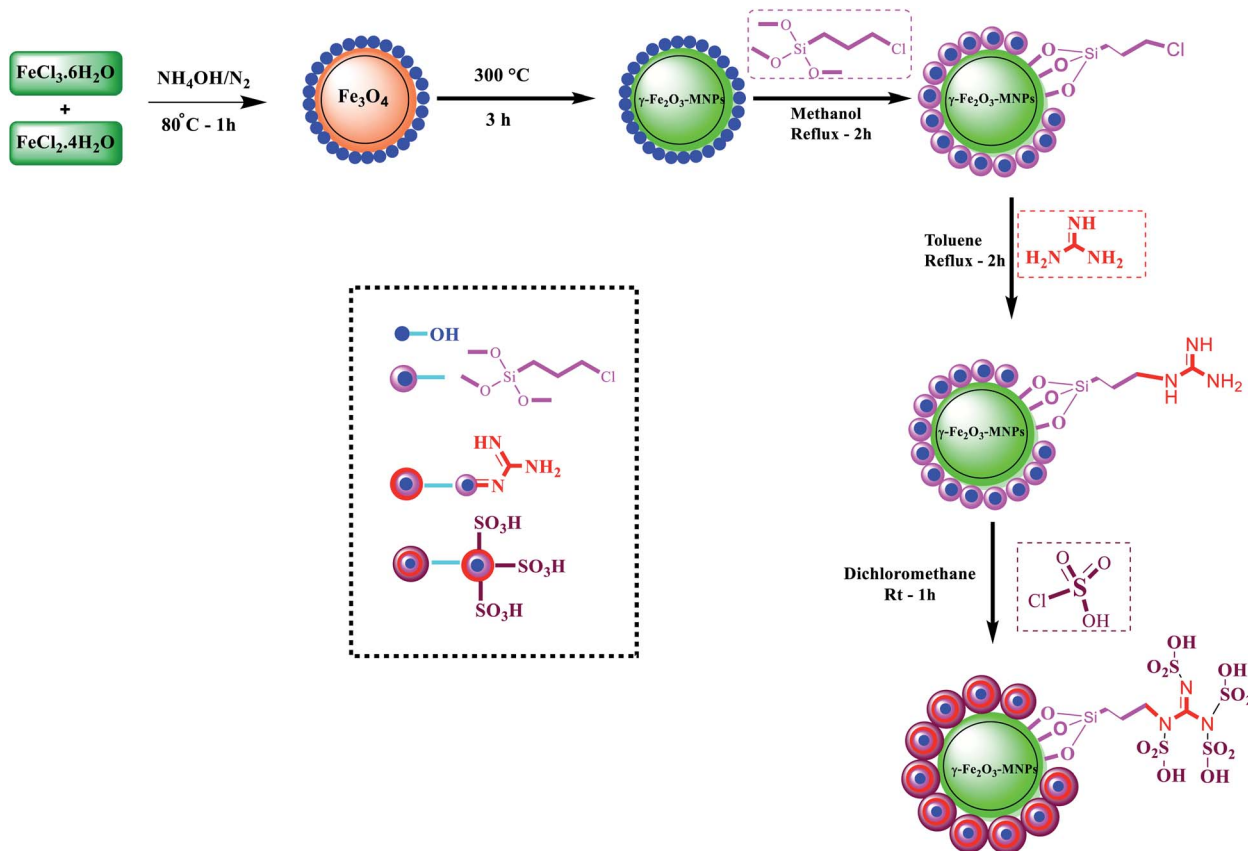 FeCl₃.6H₂O
+
FeCl₂.4H₂O
NH₄OH/N₂
80°C - 1h
Fe₃O₄
300 °C
3 h
γ-Fe₂O₃-MNPs
O
O
O
Si
Cl
Methanol
Reflux - 2h
γ-Fe₂O₃-MNPs
O
O
O
Si
Cl
Toluene
Reflux - 2h
NH
H₂N
NH₂
γ-Fe₂O₃-MNPs
O
O
O
Si
N
H
NH
NH₂
Dichloromethane
Rt - 1h
O
O
S
Cl
OH
γ-Fe₂O₃-MNPs
O
O
O
Si
OH
O₂S
N
OH
S
SO₂
N
N
O₂S
OH
SO₂
OH
OH
O
Si
O
O
Cl
HN
NH₂
N
SO₃H
SO₃H
SO₃H